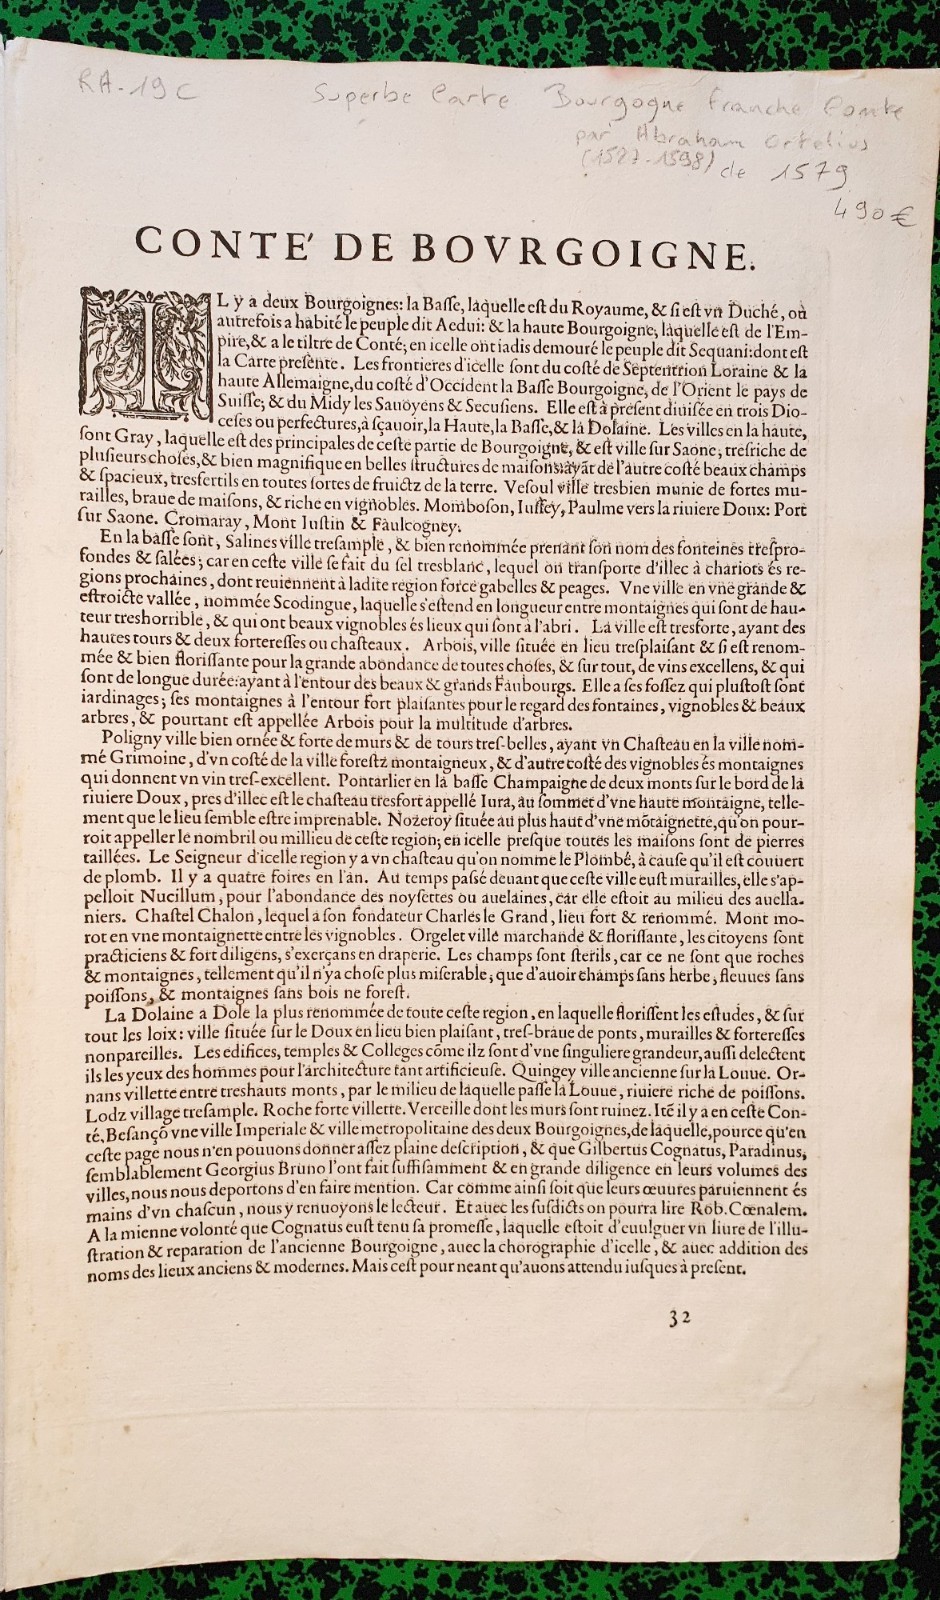 RA-19C
Superbe Carte Bourgogne Franche Comte
par Abraham Ortelius
(1527-1598) de 1579
490€
CONTE' DE BOVRGOIGNE.
IL y a deux Bourgoignes: la Baſſe, laquelle eſt du Royaume, & ſi eſt vn Duché, où
autrefois a habité le peuple dit Aedui: & la haute Bourgoigne, laquelle eſt de l'Em-
pire, & a le tiltre de Conté; en icelle ont iadis demouré le peuple dit Sequani: dont eſt
la Carte preſente. Les frontieres d'icelle ſont du coſté de Septentrion Loraine & la
haute Allemaigne, du coſté d'Occident la Baſſe Bourgoigne, de l'Orient le pays de
Suiſſe; & du Midy les Sauoyens & Secuſiens. Elle eſt à preſent diuiſée en trois Dio-
ceſes ou perfectures, à ſçauoir, la Haute, la Baſſe, & la Dolaine. Les villes en la haute,
ſont Gray, laquelle eſt des principales de ceſte partie de Bourgoigne, & eſt ville ſur Saone; treſriche de
pluſieurs choſes, & bien magnifique en belles ſtructures de maiſons: ayāt de l'autre coſté beaux champs
& ſpacieux, treſfertils en toutes ſortes de fruictz de la terre. Veſoul ville tresbien munie de fortes mu-
railles, braue de maiſons, & riche en vignobles. Momboſon, Iuſſey, Paulme vers la riuiere Doux: Port
ſur Saone. Cromaray, Mont Iuſtin & Faulcogney.
En la baſſe ſont, Salines ville treſample, & bien renommée prenant ſon nom des fonteines treſpro-
fondes & ſalées; car en ceſte ville ſe fait du ſel tresblanc, lequel on transporte d'illec à chariots és re-
gions prochaines, dont reuiennent à ladite region force gabelles & peages. Vne ville en vne grande &
eſtroicte vallée, nommée Scodingue, laquelle s'eſtend en longueur entre montaignes qui ſont de hau-
teur treshorrible, & qui ont beaux vignobles és lieux qui ſont à l'abri. La ville eſt tresforte, ayant des
hautes tours & deux fortereſſes ou chaſteaux. Arbois, ville ſituée en lieu treſplaiſant & ſi eſt renom-
mée & bien floriſſante pour la grande abondance de toutes choſes, & ſur tout, de vins excellens, & qui
ſont de longue durée: ayant à l'entour des beaux & grands Faubourgs. Elle a ſes foſſez qui pluſtoſt ſont
iardinages; ſes montaignes à l'entour fort plaiſantes pour le regard des fontaines, vignobles & beaux
arbres, & pourtant eſt appellée Arbois pour la multitude d'arbres.
Poligny ville bien ornée & forte de murs & de tours treſ-belles, ayant vn Chaſteau en la ville nom-
mé Grimoine, d'vn coſté de la ville foreſtz montaigneux, & d'autre coſté des vignobles és montaignes
qui donnent vn vin treſ-excellent. Pontarlier en la baſſe Champaigne de deux monts ſur le bord de la
riuiere Doux, pres d'illec eſt le chaſteau tresfort appellé Iura, au ſommet d'vne haute montaigne, telle-
ment que le lieu ſemble eſtre imprenable. Nozeroy ſituée au plus haut d'vne mōtaignette, qu'on pour-
roit appeller le nombril ou millieu de ceſte region; en icelle preſque toutes les maiſons ſont de pierres
taillées. Le Seigneur d'icelle region y a vn chaſteau qu'on nomme le Plombé, à cauſe qu'il eſt couuert
de plomb. Il y a quatre foires en l'an. Au temps paſsé deuant que ceſte ville euſt murailles, elle s'ap-
pelloit Nucillum, pour l'abondance des noyſettes ou auelaines, car elle eſtoit au milieu des auella-
niers. Chaſtel Chalon, lequel a ſon fondateur Charles le Grand, lieu fort & renommé. Mont mo-
rot en vne montaignette entre les vignobles. Orgelet ville marchande & floriſſante, les citoyens ſont
practiciens & fort diligens, s'exerçans en draperie. Les champs ſont ſterils, car ce ne ſont que roches
& montaignes, tellement qu'il n'ya choſe plus miſerable; que d'auoir champs ſans herbe, fleuues ſans
poiſſons, & montaignes ſans bois ne foreſt.
La Dolaine a Dole la plus renommée de toute ceſte region, en laquelle floriſſent les eſtudes, & ſur
tout les loix: ville ſituée ſur le Doux en lieu bien plaiſant, treſ-braue de ponts, murailles & fortereſſes
nonpareilles. Les edifices, temples & Colleges cōme ilz ſont d'vne ſinguliere grandeur, auſſi delectent
ils les yeux des hommes pour l'architecture tant artificieuſe. Quingey ville ancienne ſur la Louue. Or-
nans villette entre treshauts monts, par le milieu de laquelle paſſe la Louue, riuiere riche de poiſſons.
Lodz village treſample. Roche forte villette. Verceille dont les murs ſont ruinez. Itē il y a en ceſte Con-
té, Beſançō vne ville Imperiale & ville metropolitaine des deux Bourgoignes, de laquelle, pource qu'en
ceſte page nous n'en pouuons donner aſſez plaine deſcription, & que Gilbertus Cognatus, Paradinus,
ſemblablement Georgius Bruno l'ont fait ſuffiſamment & en grande diligence en leurs volumes des
villes, nous nous deportons d'en faire mention. Car comme ainſi ſoit que leurs œuures paruiennent és
mains d'vn chaſcun, nous y renuoyons le lecteur. Et auec les ſuſdicts on pourra lire Rob. Cœnalem.
A la mienne volonté que Cognatus euſt tenu ſa promeſſe, laquelle eſtoit d'euulguer vn liure de l'illu-
ſtration & reparation de l'ancienne Bourgoigne, auec la chorographie d'icelle, & auec addition des
noms des lieux anciens & modernes. Mais ceſt pour neant qu'auons attendu iuſques à preſent.
32